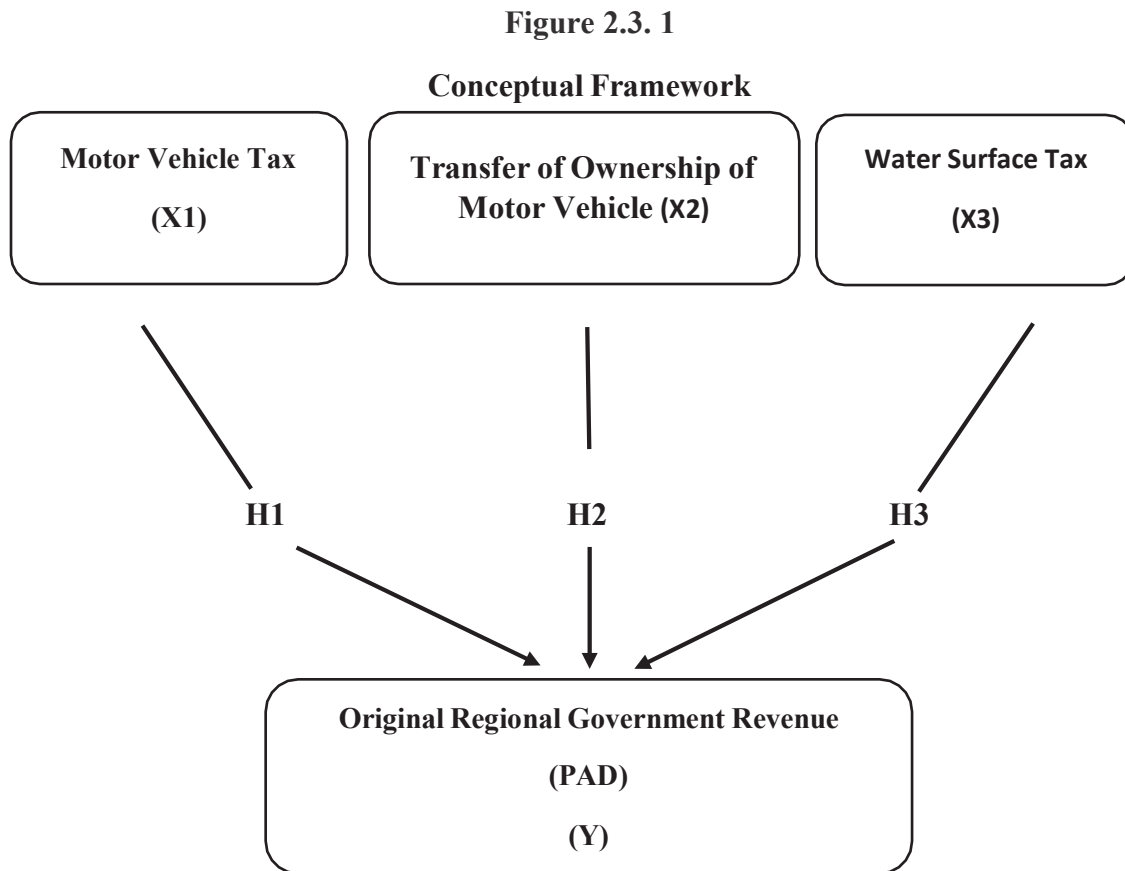 Figure 2.3. 1
Conceptual Framework
Motor Vehicle Tax
(X1)
Transfer of Ownership of
Motor Vehicle (X2)
Water Surface Tax
(X3)
H1
H2
H3
Original Regional Government Revenue
(PAD)
(Y)